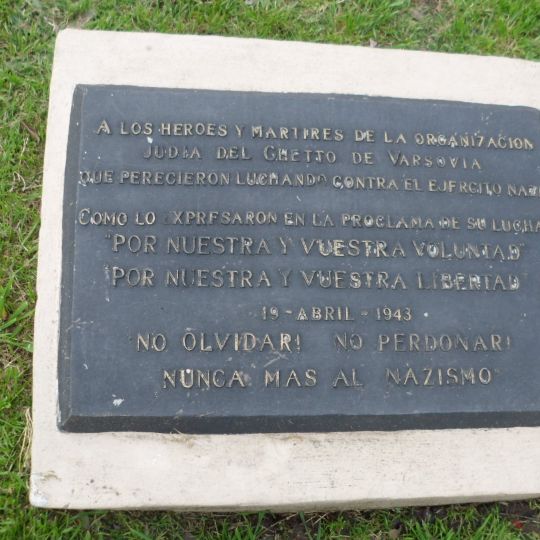 A LOS HEROES Y MARTIRES DE LA ORGANIZACION
JUDIA DEL GHETTO DE VARSOVIA
QUE PERECIERON LUCHANDO CONTRA EL EJERCITO NAZI
COMO LO EXPRESARON EN LA PROCLAMA DE SU LUCHA
"POR NUESTRA Y VUESTRA VOLUNTAD"
"POR NUESTRA Y VUESTRA LIBERTAD
19 - ABRIL - 1943
"NO OLVIDAR! NO PERDONAR!
NUNCA MAS AL NAZISMO"